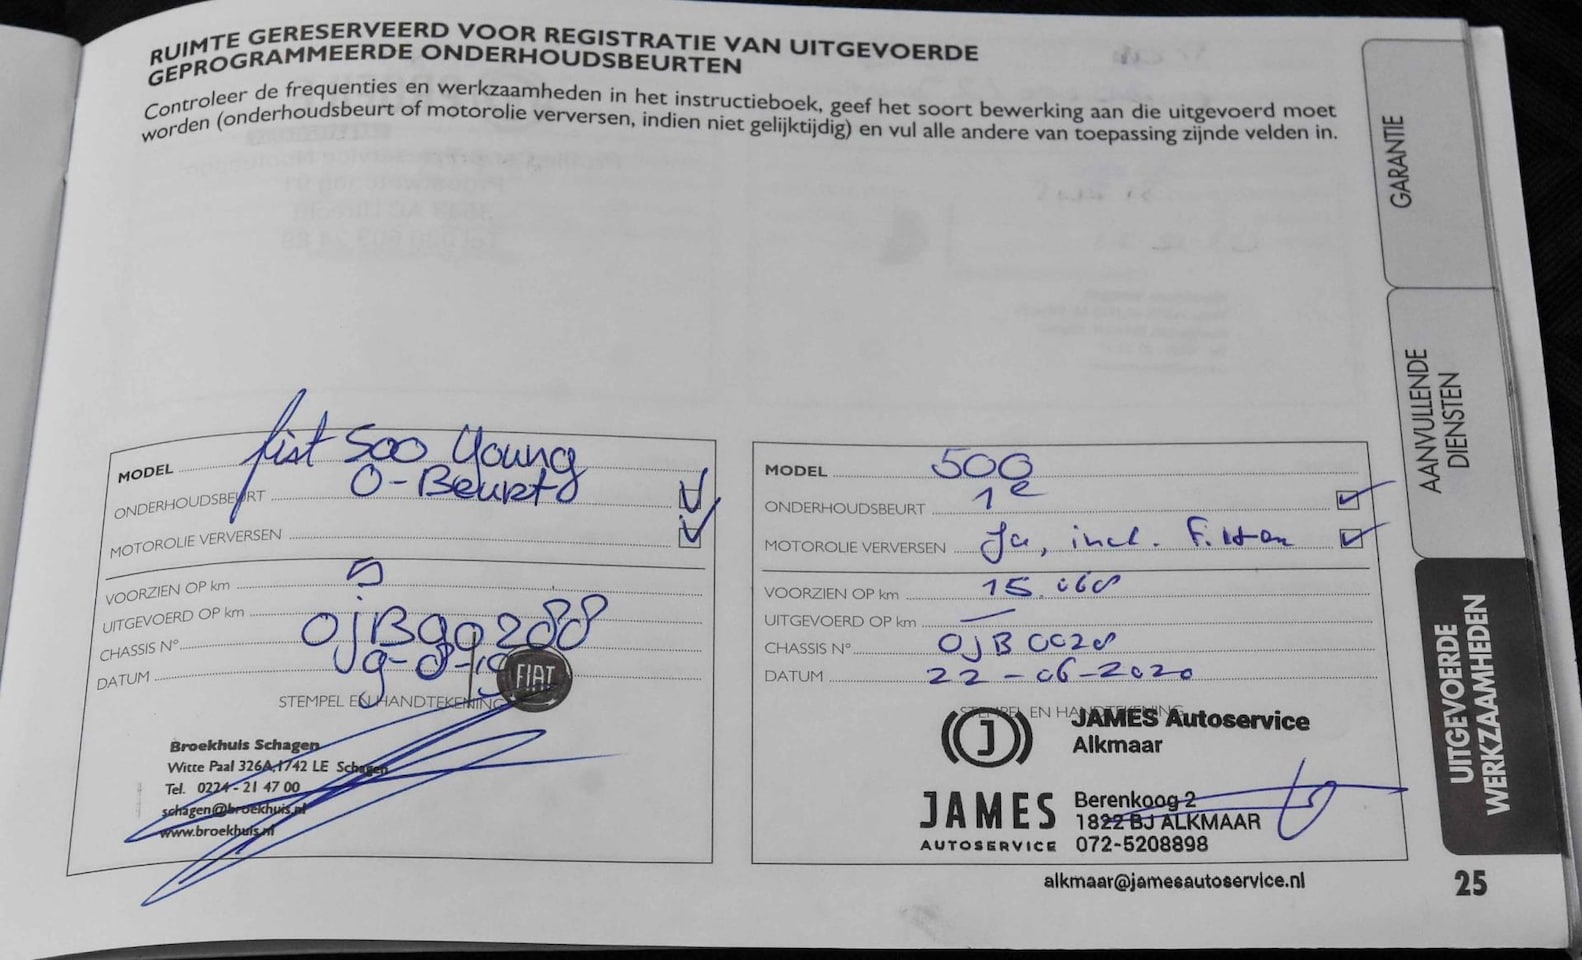 RUIMTE GERESERVEERD VOOR REGISTRATIE VAN UITGEVOERDE
GEPROGRAMMEERDE ONDERHOUDSBEURTEN
Controleer de frequenties en werkzaamheden in het instructieboek, geef het soort bewerking aan die uitgevoerd moet
worden (onderhoudsbeurt of motorolie verversen, indien niet gelijktijdig) en vul alle andere van toepassing zijnde velden in.
MODEL fiat 500 Young
ONDERHOUDSBEURT O-Beurt
MOTOROLIE VERVERSEN
VOORZIEN OP km 5
UITGEVOERD OP km
CHASSIS Nº
DATUM
FIAT
STEMPEL EN HANDTEKENING
Broekhuis Schagen
Witte Paal 326A,1742 LE Schagen
Tel. 0224 - 21 47 00
schagen@broekhuis.nl
www.broekhuis.nl
MODEL 500
ONDERHOUDSBEURT 1e
MOTOROLIE VERVERSEN Ja, incl. Filter
VOORZIEN OP km
UITGEVOERD OP km —
CHASSIS Nº OJB0028
DATUM 22-06-2020
STEMPEL EN HANDTEKENING
J JAMES Autoservice
Alkmaar
JAMES
AUTOSERVICE
Berenkoog 2
1822 BJ ALKMAAR
072-5208898
alkmaar@jamesautoservice.nl
GARANTIE
AANVULLENDE
DIENSTEN
UITGEVOERDE
WERKZAAMHEDEN
25